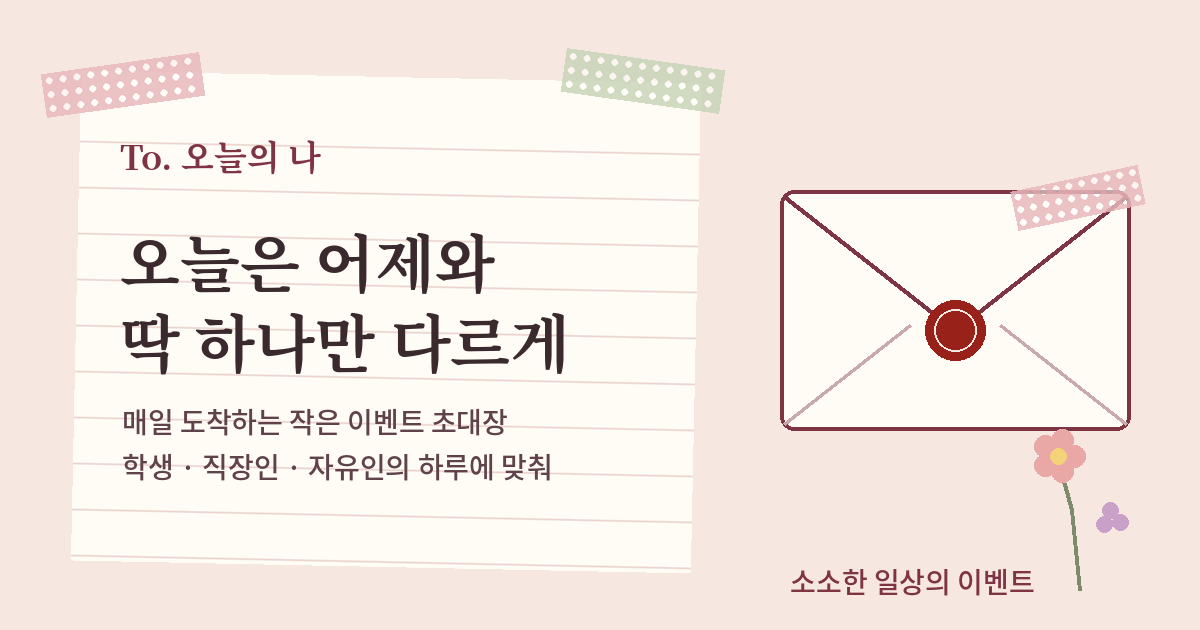 To. 오늘의 나
오늘은 어제와
딱 하나만 다르게
매일 도착하는 작은 이벤트 초대장
학생 · 직장인 · 자유인의 하루에 맞춰
소소한 일상의 이벤트